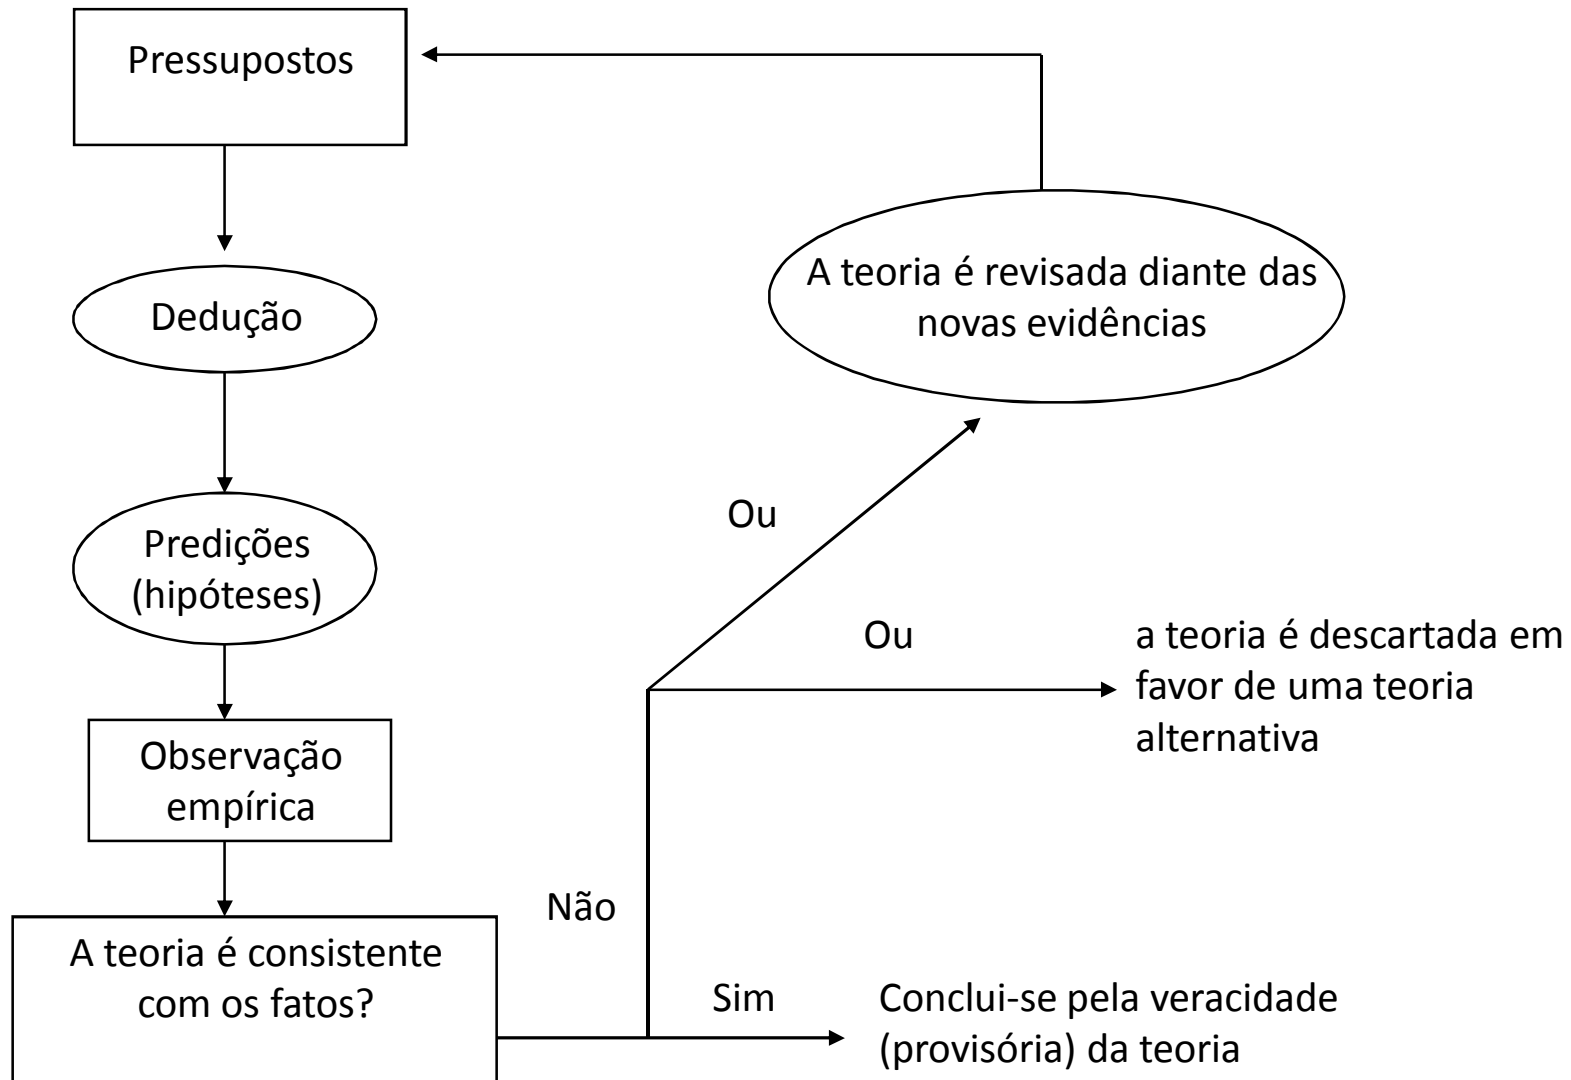 Pressupostos
Dedução
Predições
(hipóteses)
Observação
empírica
A teoria é consistente
com os fatos?
Não
Sim
Conclui-se pela veracidade
(provisória) da teoria
Ou
a teoria é descartada em
favor de uma teoria
alternativa
Ou
A teoria é revisada diante das
novas evidências